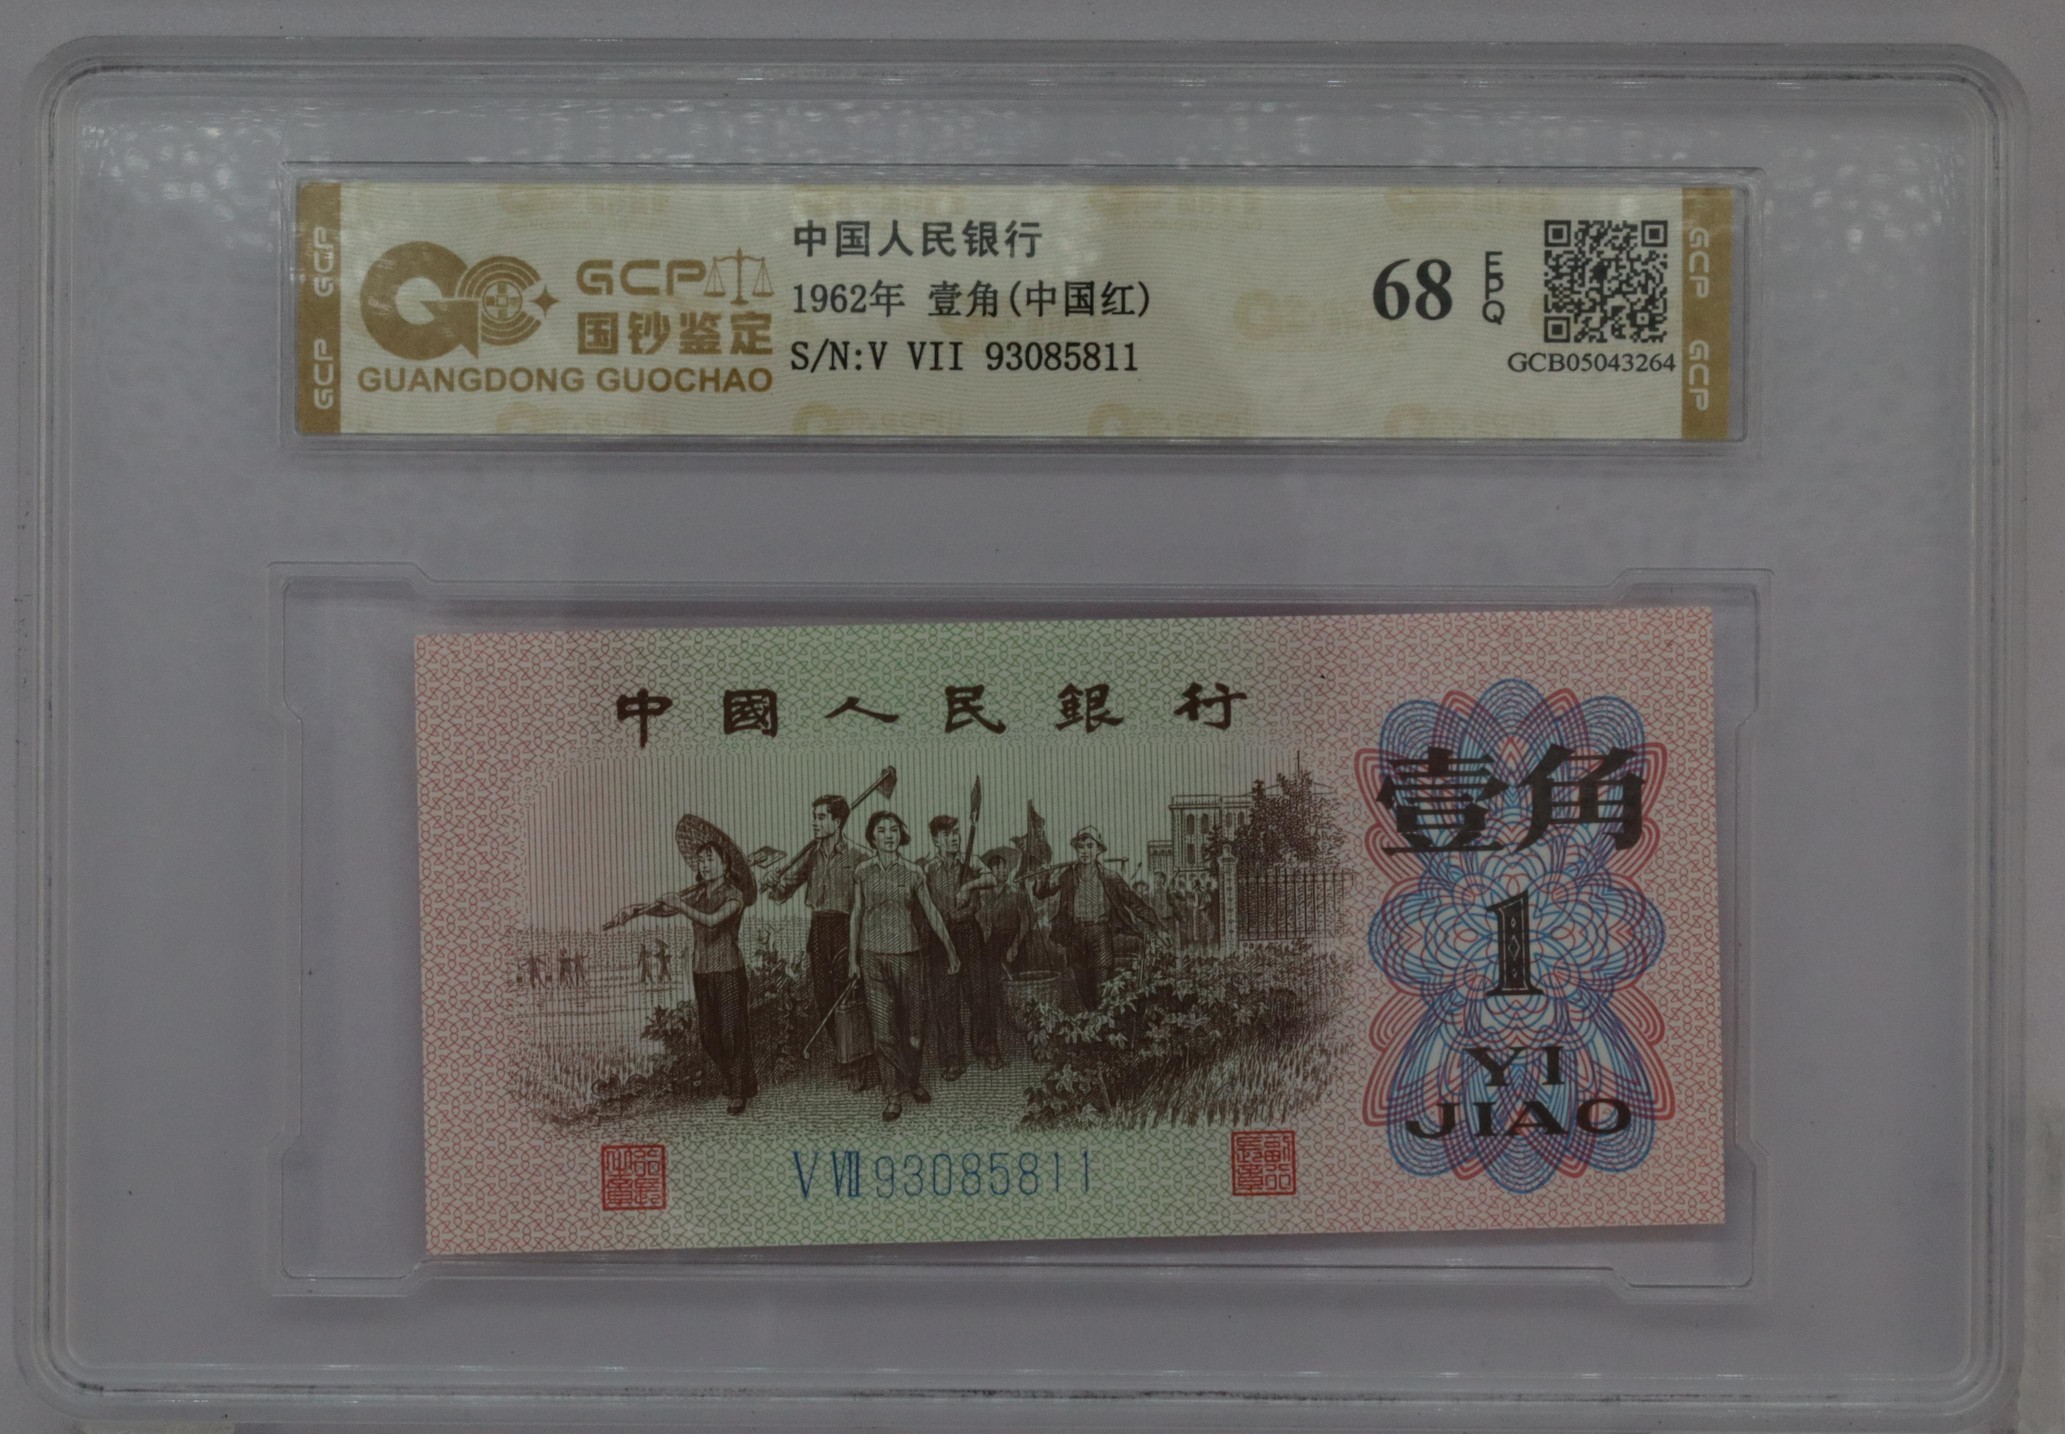 GCP
GCP
GCP
国钞鉴定
GUANGDONG GUOCHAO
中国人民银行
1962年 壹角(中国红)
S/N:V VII 93085811
68
EPQ
GCB05043264
GCP
GCP
中國人民銀行
壹角
1
YI
JIAO
V VII 93085811